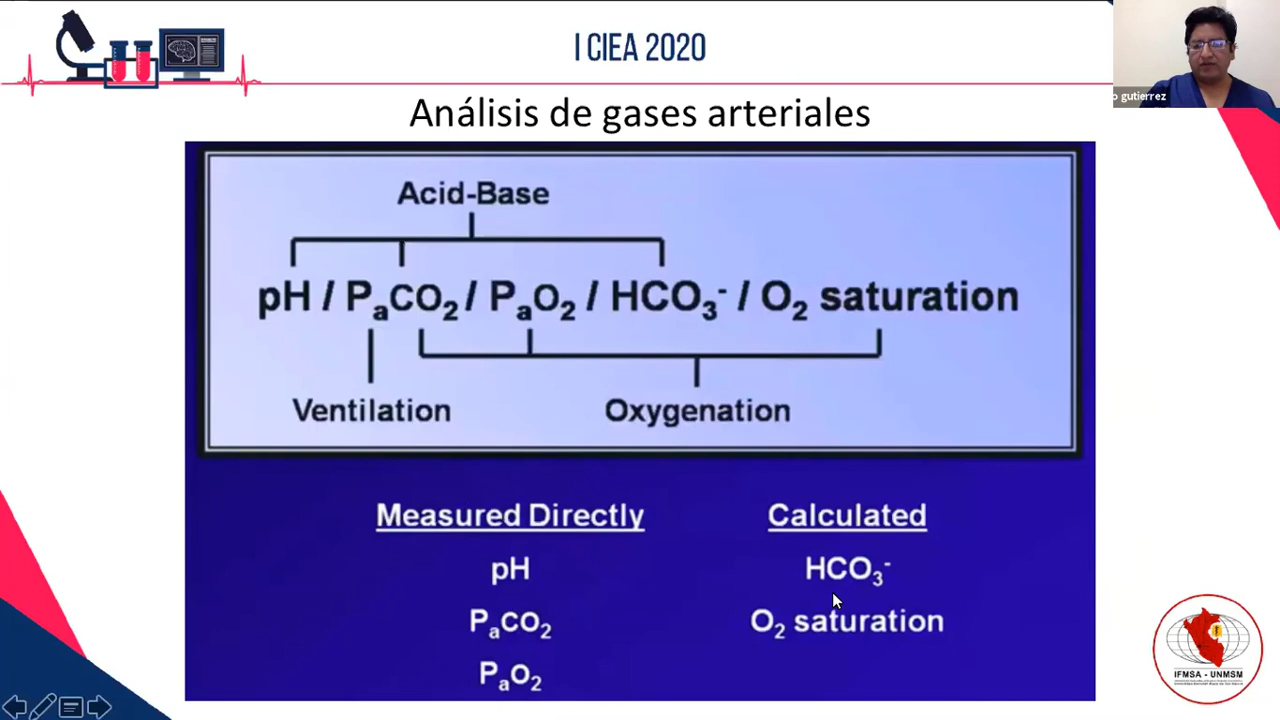 I CIEA 2020
o gutierrez
Análisis de gases arteriales
Acid-Base
pH / PaCO2 / PaO2 / HCO3- / O2 saturation
Ventilation
Oxygenation
Measured Directly
Calculated
pH
HCO3-
PaCO2
O2 saturation
PaO2
IFMSA - UNMSM